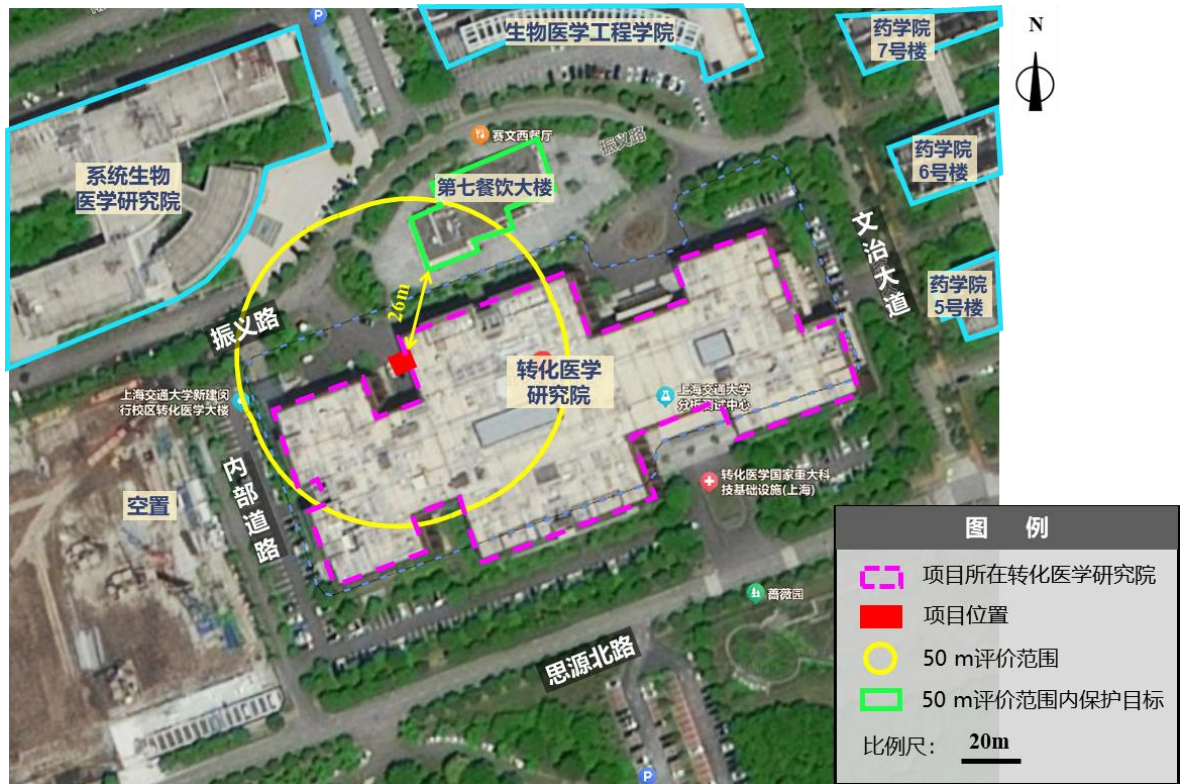 生物医学工程学院
药学院
7号楼
N
赛文西餐厅
振义路
药学院
6号楼
系统生物
医学研究院
第七餐饮大楼
文治大道
药学院
5号楼
26m
振义路
转化医学
研究院
上海交通大学新建闵
行校区转化医学大楼
上海交通大学
分析测试中心
内部道路
空置
转化医学国家重大科
技基础设施(上海)
蔷薇园
思源北路
P
P
图 例
项目所在转化医学研究院
项目位置
50 m评价范围
50 m评价范围内保护目标
比例尺：
20m